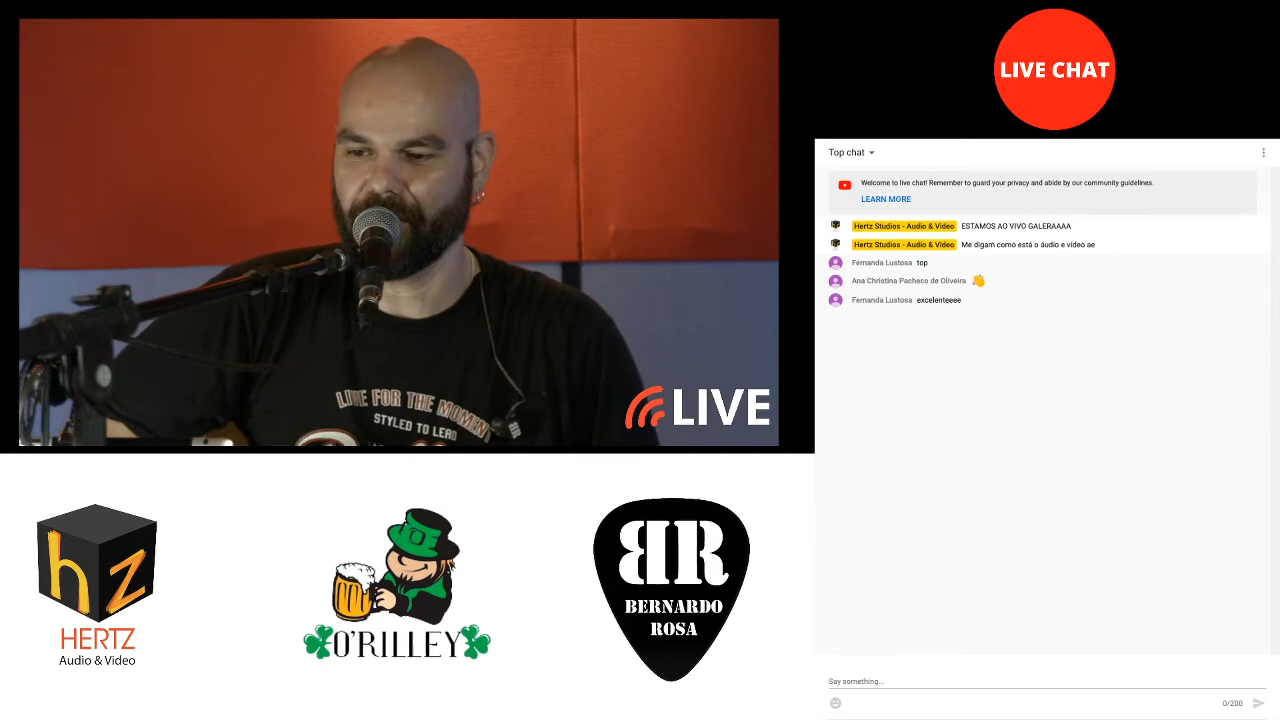 LIVE CHAT
Top chat
Welcome to live chat! Remember to guard your privacy and abide by our community guidelines.
LEARN MORE
Hertz Studios - Audio & Video ESTAMOS AO VIVO GALERAAAA
Hertz Studios - Audio & Video Me digam como está o áudio e vídeo ae
Fernanda Lustosa top
Ana Christina Pacheco de Oliveira 👏
Fernanda Lustosa excelenteeee
LIVE FOR THE MOMENT
STYLED TO LEAD
LIVE
hz
HERTZ
Audio & Video
O'RILLEY
BR
BERNARDO
ROSA
Say something...
0/200